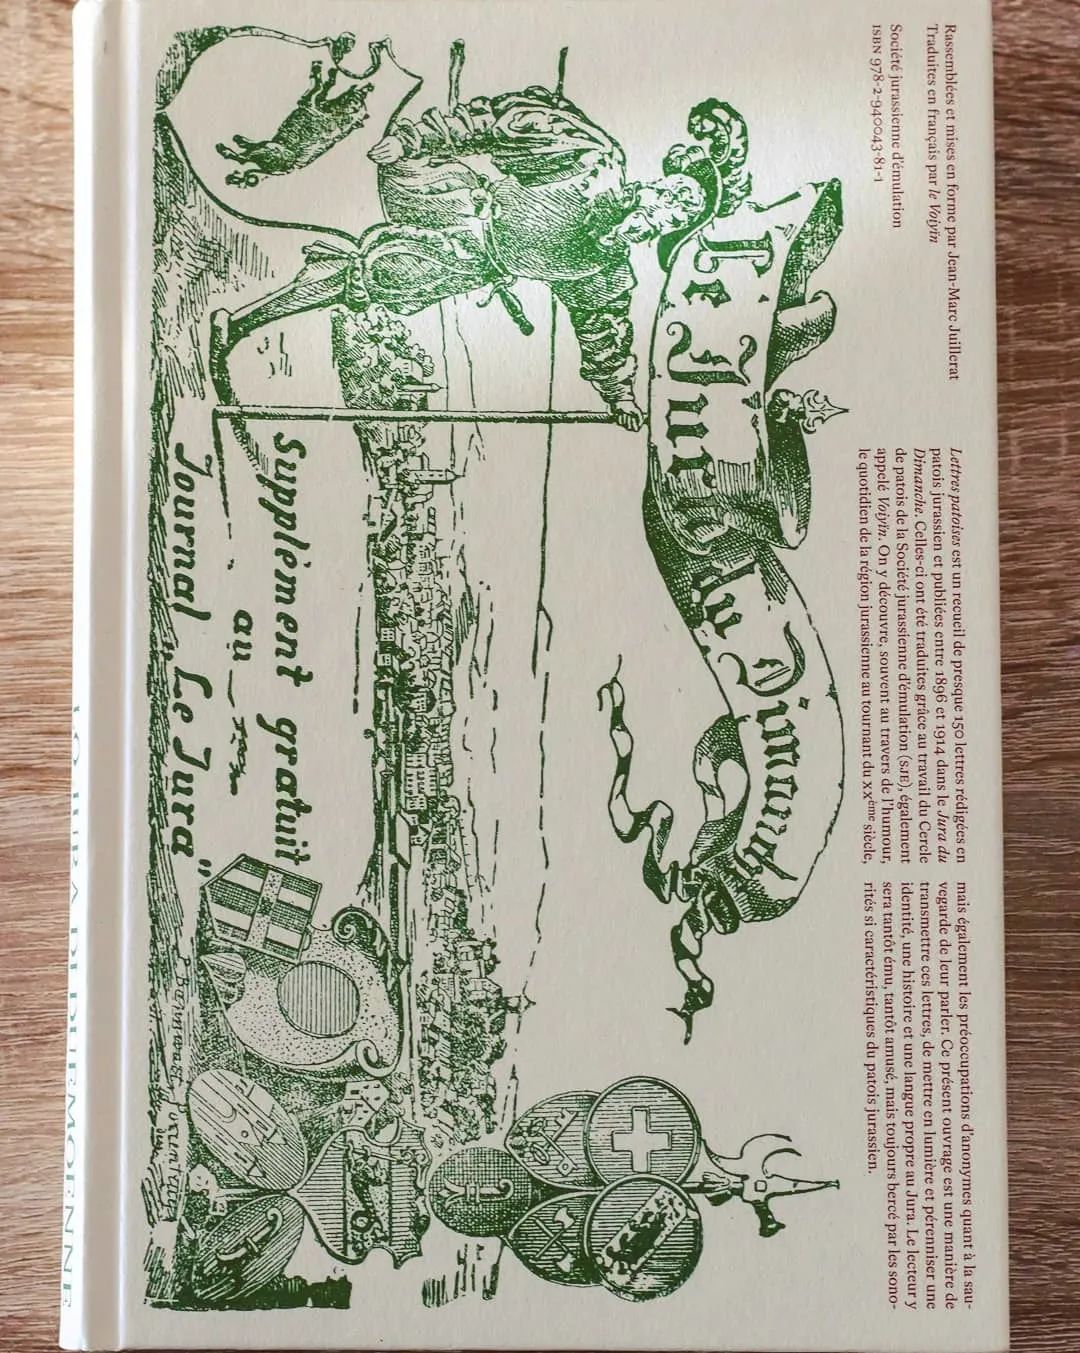 Rassemblées et mises en forme par Jean-Marc Juillerat
Traduites en français par le Voiyïn
Société jurassienne d'émulation
ISBN 978-2-940043-81-1
Lettres patoises est un recueil de presque 150 lettres rédigées en
patois jurassien et publiées entre 1896 et 1914 dans le Jura du
Dimanche. Celles-ci ont été traduites grâce au travail du Cercle
de patois de la Société jurassienne d'émulation (SJE), également
appelé Voiyïn. On y découvre, souvent au travers de l'humour,
le quotidien de la région jurassienne au tournant du XXème siècle,
mais également les préoccupations d'anonymes quant à la sau-
vegarde de leur parler. Ce présent ouvrage est une manière de
transmettre ces lettres, de mettre en lumière et pérenniser une
identité, une histoire et une langue propre au Jura. Le lecteur y
sera tantôt ému, tantôt amusé, mais toujours bercé par les sono-
rités si caractéristiques du patois jurassien.
Le Jura du Dimanche
Supplément gratuit
au
Journal "Le Jura"